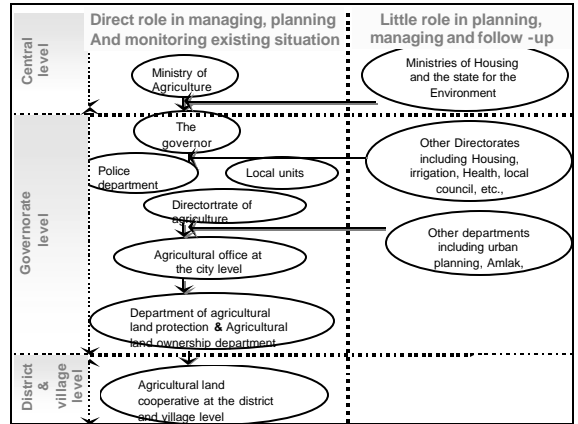 Direct role in managing, planning
And monitoring existing situation
Little role in planning,
managing and follow -up
Central
level
Ministry of
Agriculture
Ministries of Housing
and the state for the
Environment
Governorate
level
The
governor
Police
department
Local units
Other Directorates
including Housing,
irrigation, Health, local
council, etc.,
Directortrate of
agriculture
Agricultural office at
the city level
Other departments
including urban
planning, Amlak,
Department of agricultural
land protection & Agricultural
land ownership department
District
&
village
level
Agricultural land
cooperative at the district
and village level